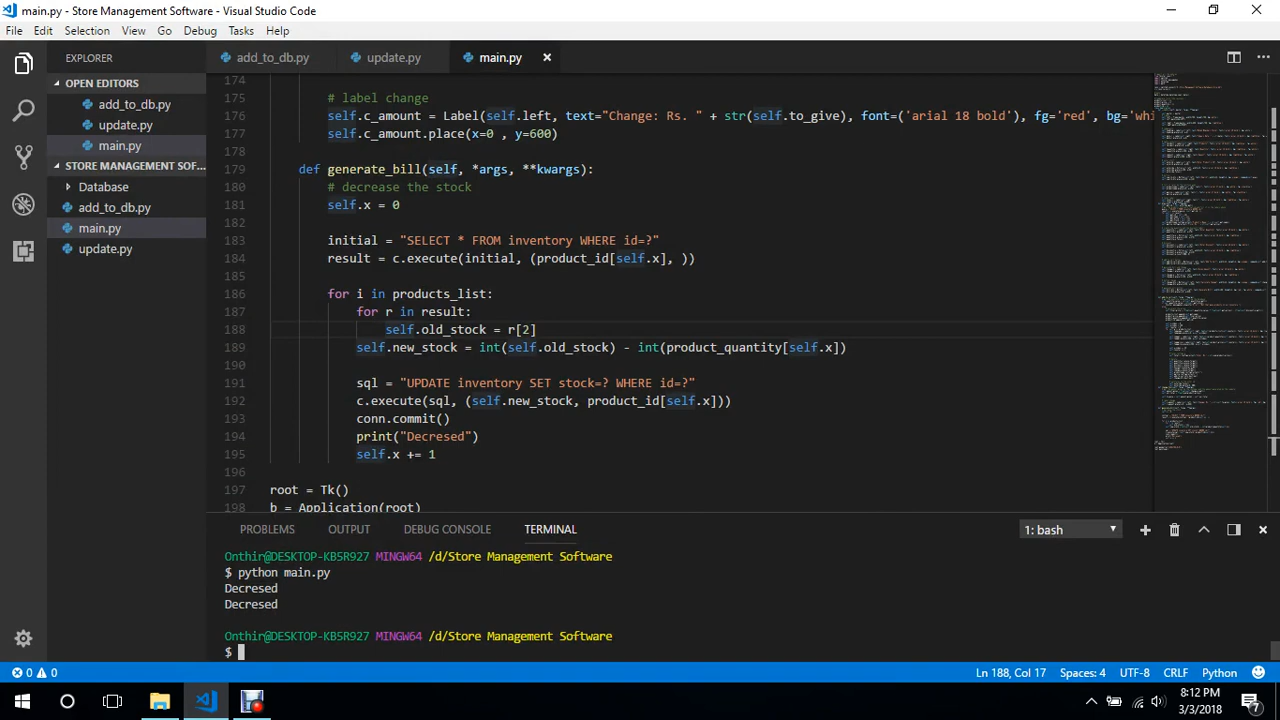 main.py - Store Management Software - Visual Studio Code
File Edit Selection View Go Debug Tasks Help
EXPLORER
OPEN EDITORS
add_to_db.py
update.py
main.py
STORE MANAGEMENT SOF...
Database
add_to_db.py
main.py
update.py
add_to_db.py update.py main.py
174
175 # label change
176 self.c_amount = Label(self.left, text="Change: Rs. " + str(self.to_give), font=('arial 18 bold'), fg='red', bg='whi
177 self.c_amount.place(x=0 , y=600)
178
179 def generate_bill(self, *args, **kwargs):
180 # decrease the stock
181 self.x = 0
182
183 initial = "SELECT * FROM inventory WHERE id=?"
184 result = c.execute(initial, (product_id[self.x], ))
185
186 for i in products_list:
187 for r in result:
188 self.old_stock = r[2]
189 self.new_stock = int(self.old_stock) - int(product_quantity[self.x])
190
191 sql = "UPDATE inventory SET stock=? WHERE id=?"
192 c.execute(sql, (self.new_stock, product_id[self.x]))
193 conn.commit()
194 print("Decresed")
195 self.x += 1
196
197 root = Tk()
198 b = Application(root)
PROBLEMS OUTPUT DEBUG CONSOLE TERMINAL 1: bash
Onthir@DESKTOP-KB5R927 MINGW64 /d/Store Management Software
$ python main.py
Decresed
Decresed
Onthir@DESKTOP-KB5R927 MINGW64 /d/Store Management Software
$
0 0 Ln 188, Col 17 Spaces: 4 UTF-8 CRLF Python
8:12 PM
3/3/2018
7